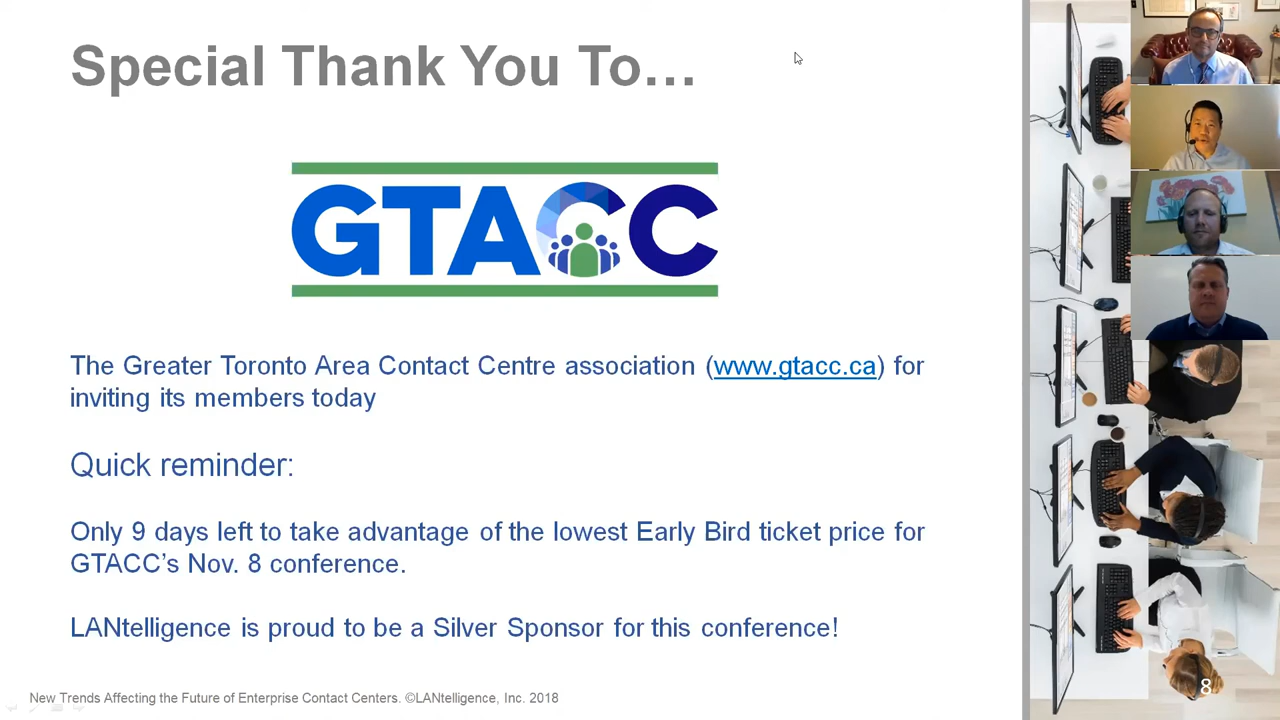 Special Thank You To…
GTACC
The Greater Toronto Area Contact Centre association (www.gtacc.ca) for
inviting its members today
Quick reminder:
Only 9 days left to take advantage of the lowest Early Bird ticket price for
GTACC’s Nov. 8 conference.
LANtelligence is proud to be a Silver Sponsor for this conference!
New Trends Affecting the Future of Enterprise Contact Centers. ©LANtelligence, Inc. 2018
8